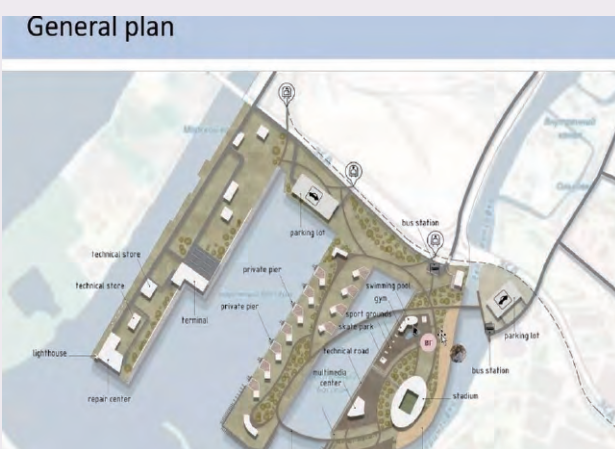 General plan
parking lot
bus station
technical store
technical store
private pier
swimming pool
gym
private pier
sport grounds
skate park
terminal
technical road
parking lot
lighthouse
multimedia
center
bus station
repair center
stadium